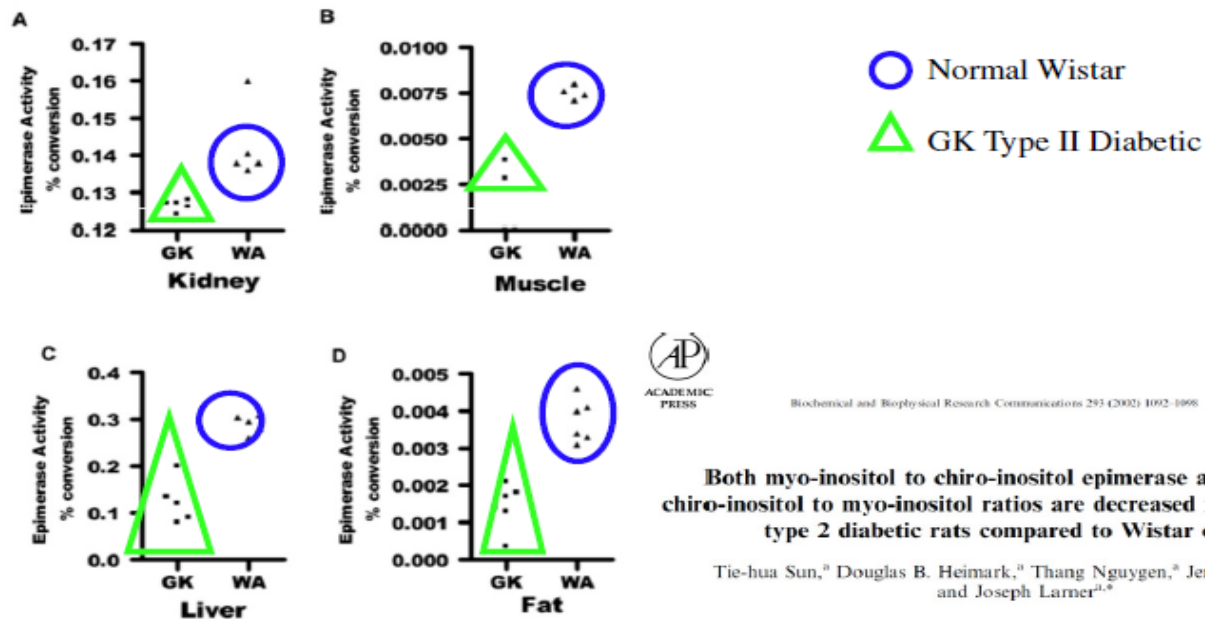 A
Epimerase Activity
% conversion
0.17
0.16
0.15
0.14
0.13
0.12
GK WA
Kidney
B
Epimerase Activity
% conversion
0.0100
0.0075
0.0050
0.0025
0.0000
GK WA
Muscle
Normal Wistar
GK Type II Diabetic
C
Epimerase Activity
% conversion
0.4
0.3
0.2
0.1
0.0
GK WA
Liver
D
Epimerase Activity
% conversion
0.005
0.004
0.003
0.002
0.001
0.000
GK WA
Fat
AP
ACADEMIC
PRESS
Biochemical and Biophysical Research Communications 293 (2002) 1092–1098
Both myo-inositol to chiro-inositol epimerase a
chiro-inositol to myo-inositol ratios are decreased
type 2 diabetic rats compared to Wistar
Tie-hua Sun,a Douglas B. Heimark,a Thang Nguygen,a Je
and Joseph Larnera,*